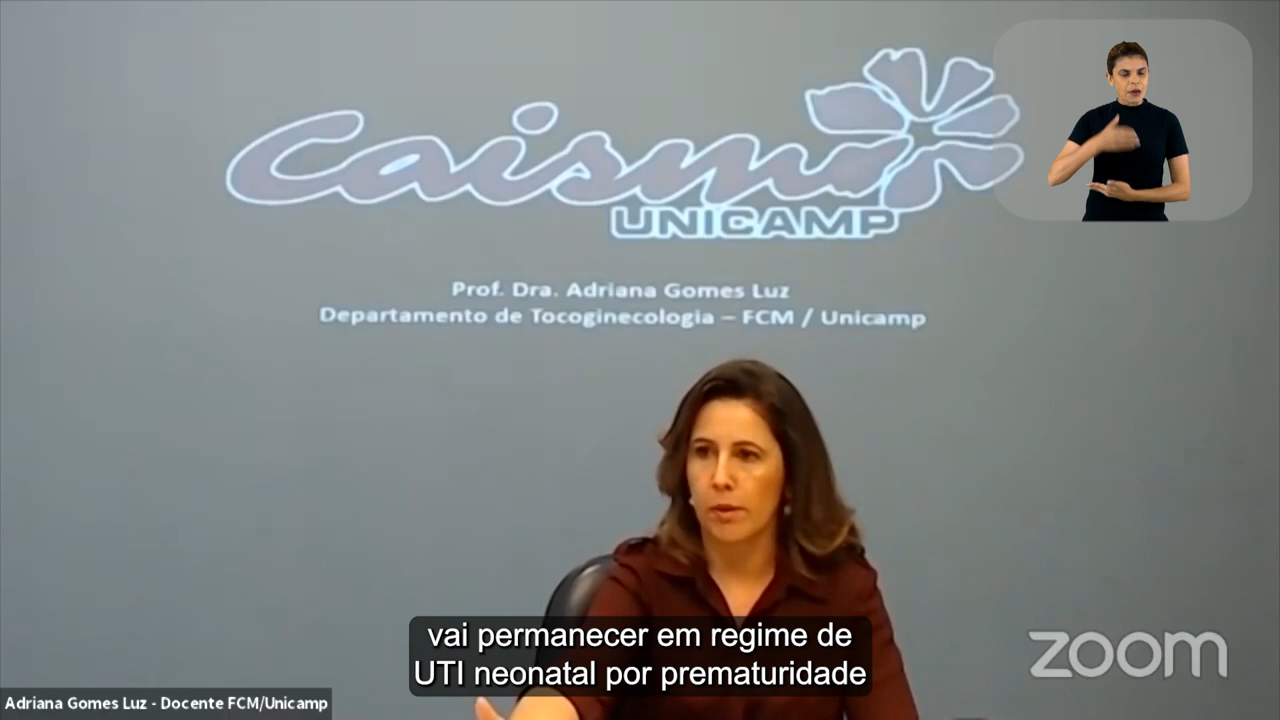 caism
UNICAMP
Prof. Dra. Adriana Gomes Luz
Departamento de Tocoginecologia – FCM / Unicamp
vai permanecer em regime de
UTI neonatal por prematuridade
zoom
Adriana Gomes Luz - Docente FCM/Unicamp